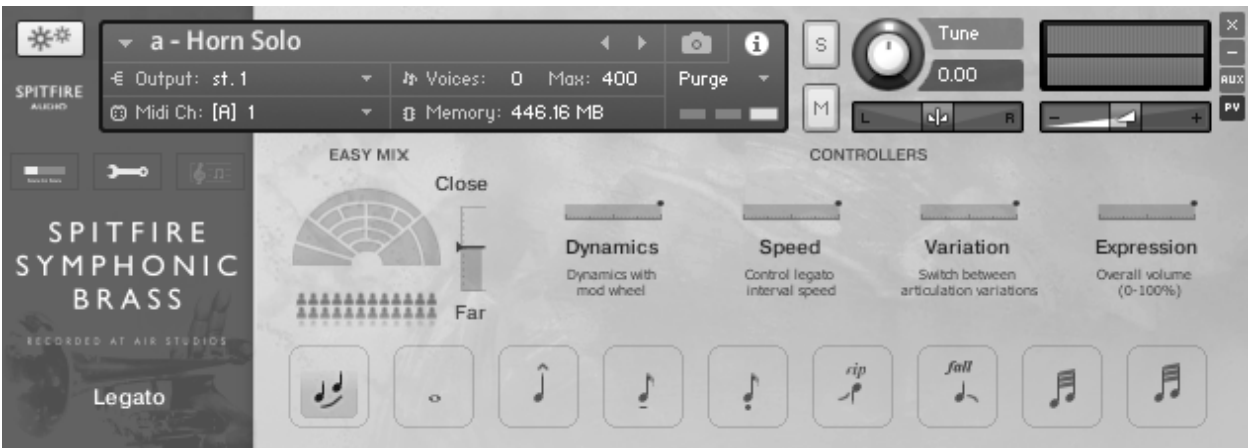 SPITFIRE
AUDIO
a - Horn Solo
Output: st. 1
Voices: 0 Max: 400
Purge
Midi Ch: [A] 1
Memory: 446.16 MB
S
M
Tune
0.00
L R
- +
×
-
AUX
PV
SPITFIRE
SYMPHONIC
BRASS
RECORDED AT AIR STUDIOS
Legato
EASY MIX
Close
Far
CONTROLLERS
Dynamics
Dynamics with
mod wheel
Speed
Control legato
interval speed
Variation
Switch between
articulation variations
Expression
Overall volume
(0-100%)
rip
fall